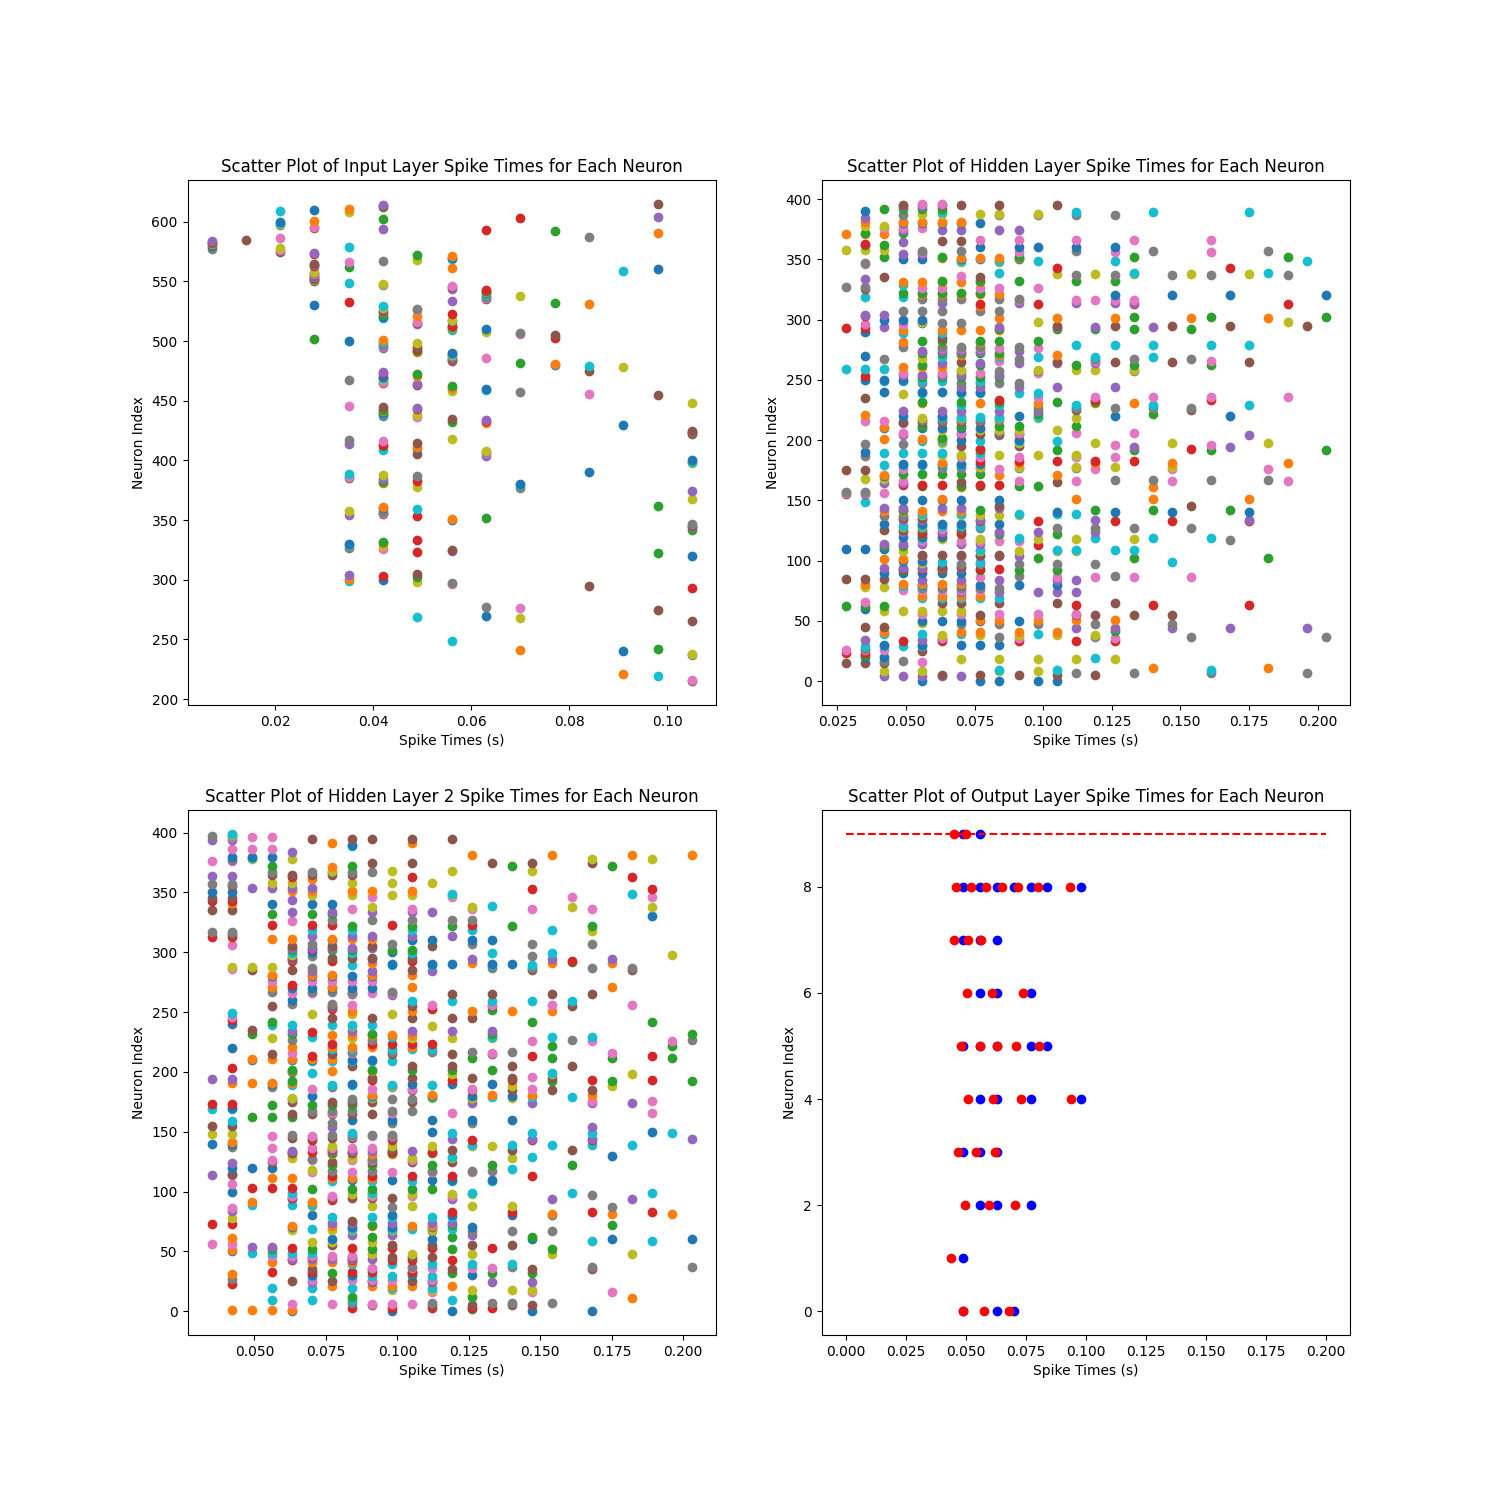 Scatter Plot of Input Layer Spike Times for Each Neuron
600
550
500
450
400
350
300
250
200
Neuron Index
0.02 0.04 0.06 0.08 0.10
Spike Times (s)
Scatter Plot of Hidden Layer Spike Times for Each Neuron
400
350
300
250
200
150
100
50
0
Neuron Index
0.025 0.050 0.075 0.100 0.125 0.150 0.175 0.200
Spike Times (s)
Scatter Plot of Hidden Layer 2 Spike Times for Each Neuron
400
350
300
250
200
150
100
50
0
Neuron Index
0.050 0.075 0.100 0.125 0.150 0.175 0.200
Spike Times (s)
Scatter Plot of Output Layer Spike Times for Each Neuron
8
6
4
2
0
Neuron Index
0.000 0.025 0.050 0.075 0.100 0.125 0.150 0.175 0.200
Spike Times (s)